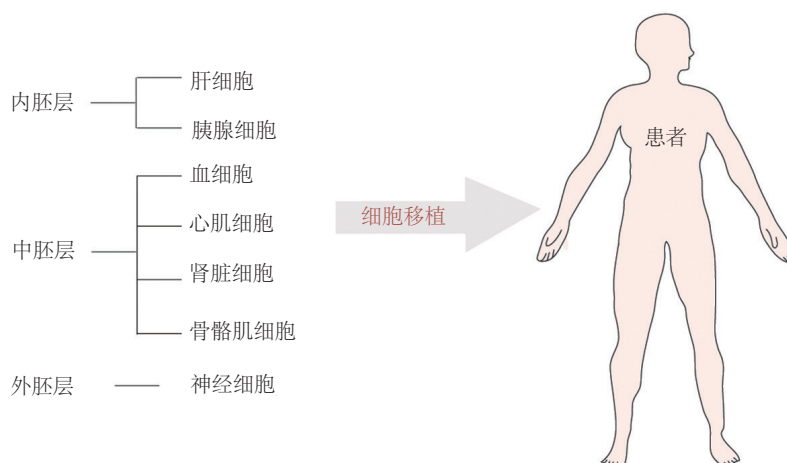 内胚层
肝细胞
胰腺细胞
中胚层
血细胞
心肌细胞
肾脏细胞
骨骼肌细胞
外胚层
神经细胞
细胞移植
患者